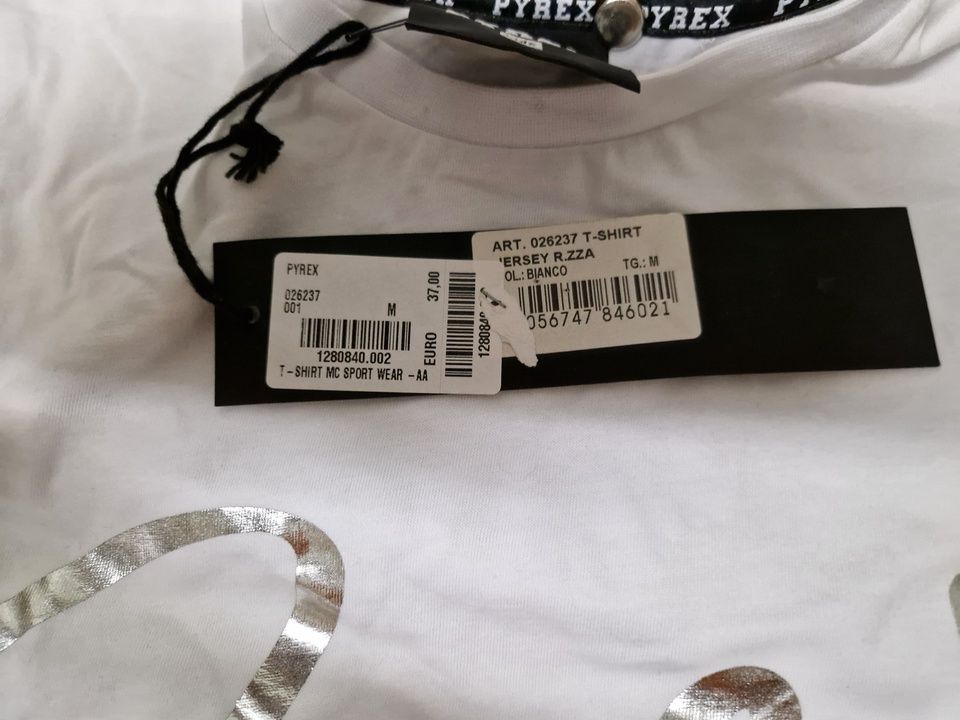 PYREX
PYREX
PYREX
026237
001 M
1280840.002
T-SHIRT MC SPORT WEAR -AA
EURO 37,00
ART. 026237 T-SHIRT
JERSEY R.ZZA
COL.: BIANCO TG.: M
056747 846021